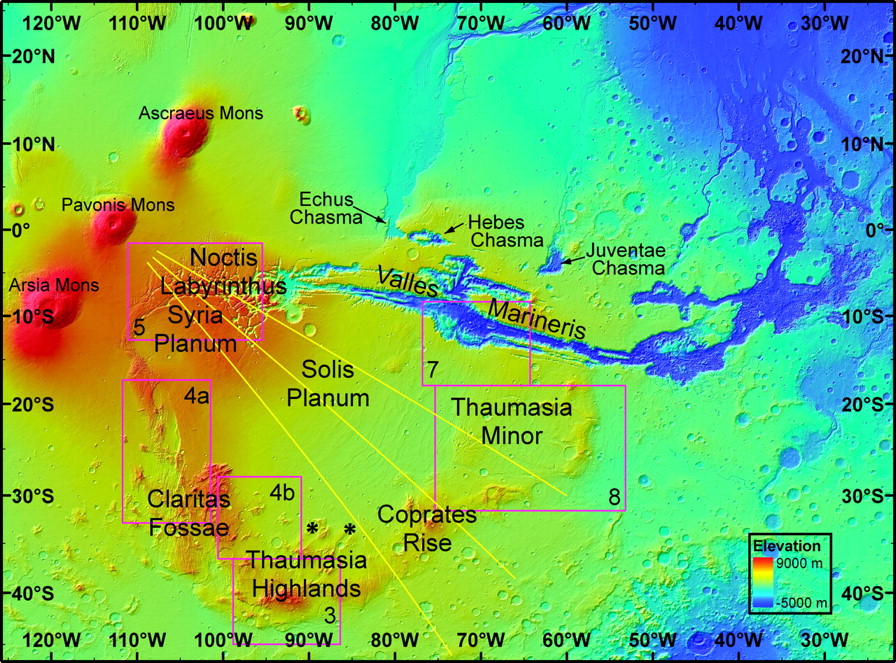 120°W 110°W 100°W 90°W 80°W 70°W 60°W 50°W 40°W 30°W
20°N 20°N
Ascraeus Mons
10°N 10°N
Pavonis Mons
Echus
Chasma
Hebes
Chasma
0° 0°
Juventae
Chasma
Noctis
Labyrinthus
Arsia Mons
Valles
Marineris
Syria
Planum
5
10°S 10°S
7
Solis
Planum
4a
20°S 20°S
Thaumasia
Minor
8
30°S 30°S
Claritas
Fossae
4b
* *
Coprates
Rise
Thaumasia
Highlands
3
40°S 40°S
Elevation
9000 m
-5000 m
120°W 110°W 100°W 90°W 80°W 70°W 60°W 50°W 40°W 30°W